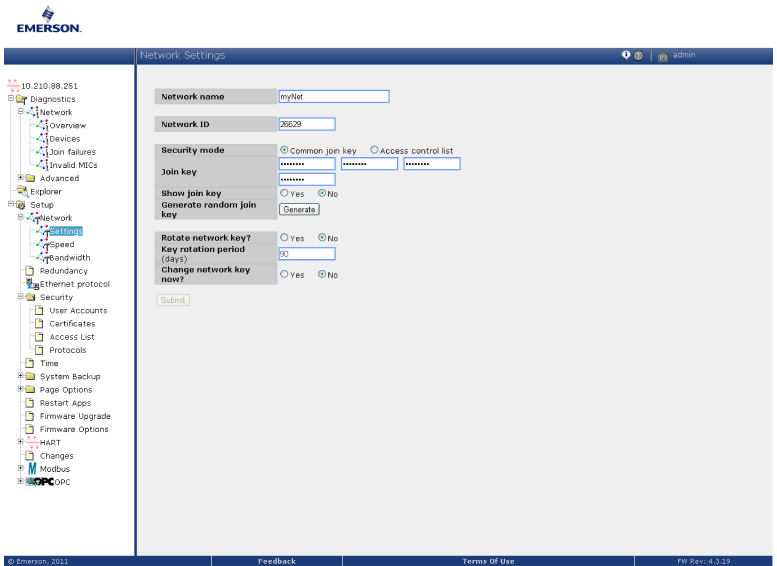 EMERSON.
Network Settings
admin
10.210.88.251
Diagnostics
Network
Overview
Devices
Join failures
Invalid MICs
Advanced
Explorer
Setup
Network
Settings
Speed
Bandwidth
Redundancy
Ethernet protocol
Security
User Accounts
Certificates
Access List
Protocols
Time
System Backup
Page Options
Restart Apps
Firmware Upgrade
Firmware Options
HART
Changes
Modbus
OPC OPC
Network name myNet
Network ID 26629
Security mode Common join key Access control list
Join key •••••••• •••••••• ••••••••
••••••••
Show join key Yes No
Generate random join
key Generate
Rotate network key? Yes No
Key rotation period
(days) 90
Change network key
now? Yes No
Submit
© Emerson, 2011 Feedback Terms Of Use FW Rev: 4.3.19